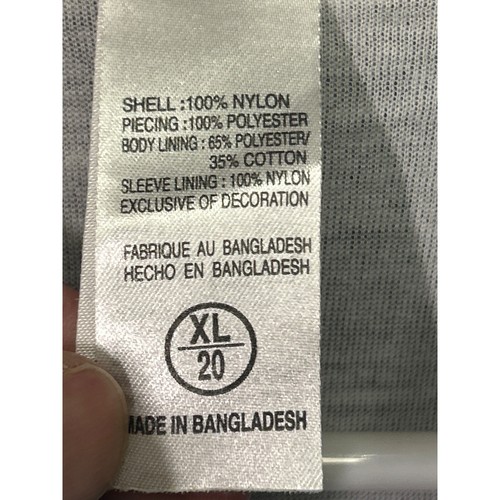 SHELL :100% NYLON
PIECING :100% POLYESTER
BODY LINING : 65% POLYESTER/
35% COTTON
SLEEVE LINING : 100% NYLON
EXCLUSIVE OF DECORATION
FABRIQUE AU BANGLADESH
HECHO EN BANGLADESH
XL
20
MADE IN BANGLADESH